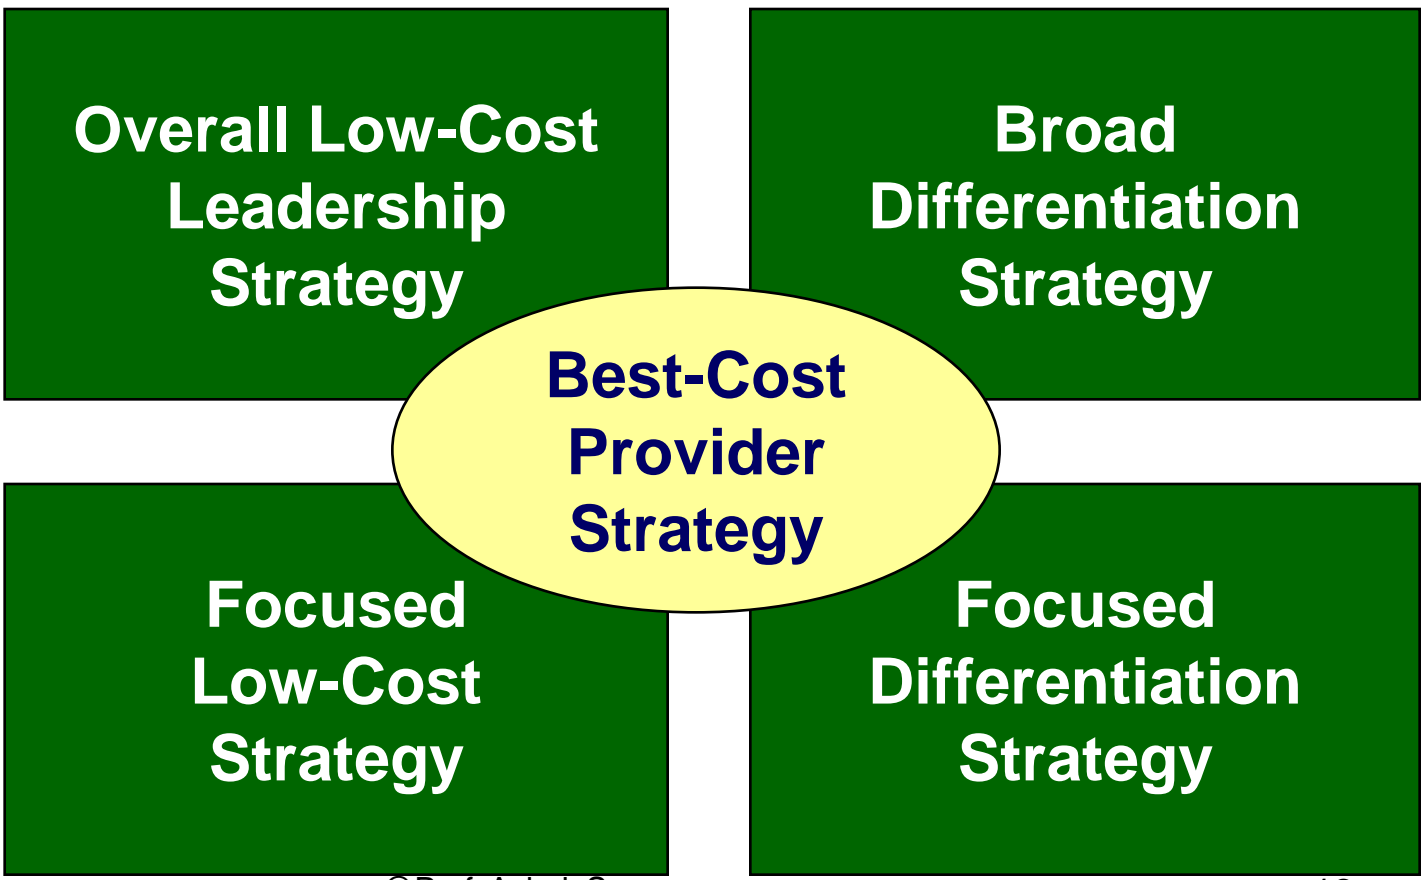 Overall Low-Cost
Leadership
Strategy
Broad
Differentiation
Strategy
Best-Cost
Provider
Strategy
Focused
Low-Cost
Strategy
Focused
Differentiation
Strategy